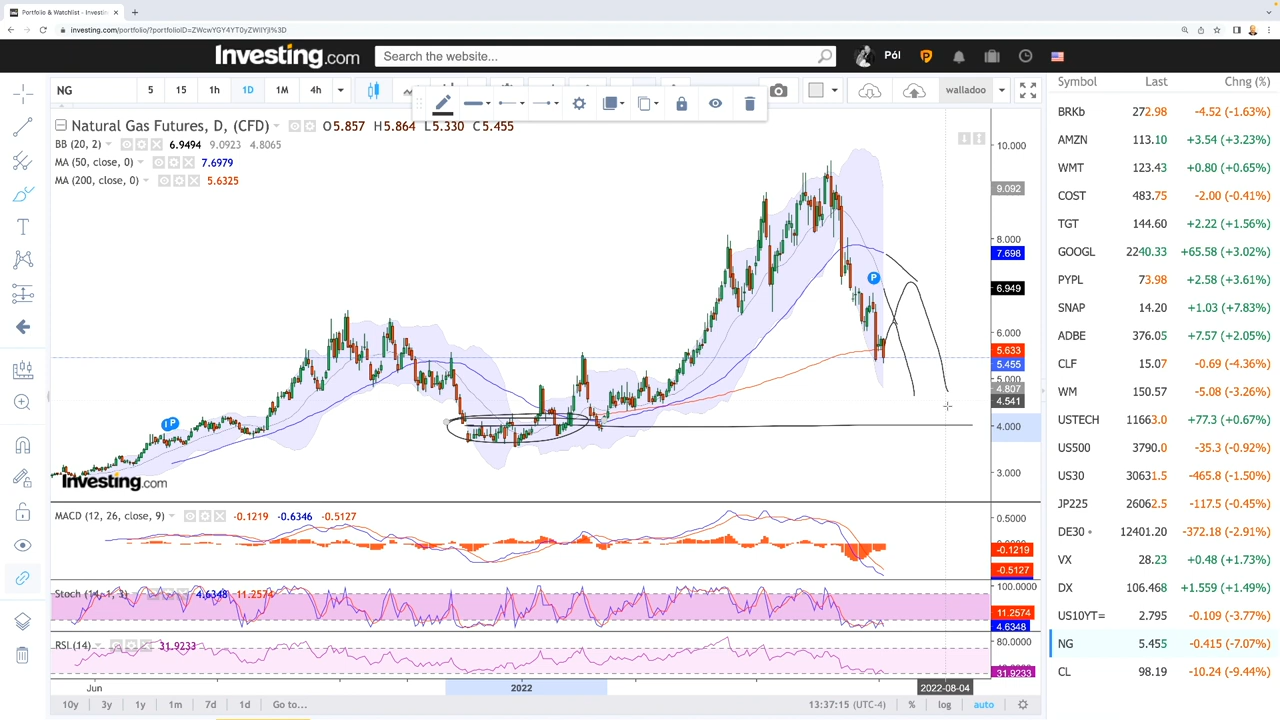 Portfolio & Watchlist - Investin
investing.com/portfolio/?portfolioID=ZWcwYGY4YT0yZWIlYjI%3D
Investing.com
Search the website...
Pól
NG
5
15
1h
1D
1M
4h
walladoo
Natural Gas Futures, D, (CFD)
O5.857 H5.864 L5.330 C5.455
BB (20, 2) 6.9494 9.0923 4.8065
MA (50, close, 0) 7.6979
MA (200, close, 0) 5.6325
10.000
9.092
8.000
7.698
6.949
6.000
5.633
5.455
5.000
4.807
4.541
4.000
3.000
P
I P
Investing.com
MACD (12, 26, close, 9) -0.1219 -0.6346 -0.5127
0.5000
-0.1219
-0.5127
Stoch (14, 1, 3) 4.6348 11.2574
100.0000
11.2574
4.6348
RSI (14) 31.9233
80.0000
31.9233
Jun
2022
2022-08-04
10y
3y
1y
1m
7d
1d
Go to...
13:37:15 (UTC-4)
%
log
auto
Symbol Last Chng (%)
BRKb 272.98 -4.52 (-1.63%)
AMZN 113.10 +3.54 (+3.23%)
WMT 123.43 +0.80 (+0.65%)
COST 483.75 -2.00 (-0.41%)
TGT 144.60 +2.22 (+1.56%)
GOOGL 2240.33 +65.58 (+3.02%)
PYPL 73.98 +2.58 (+3.61%)
SNAP 14.20 +1.03 (+7.83%)
ADBE 376.05 +7.57 (+2.05%)
CLF 15.07 -0.69 (-4.36%)
WM 150.57 -5.08 (-3.26%)
USTECH 11663.0 +77.3 (+0.67%)
US500 3790.0 -35.3 (-0.92%)
US30 30631.5 -465.8 (-1.50%)
JP225 26062.5 -117.5 (-0.45%)
DE30 12401.20 -372.18 (-2.91%)
VX 28.23 +0.48 (+1.73%)
DX 106.468 +1.559 (+1.49%)
US10YT= 2.795 -0.109 (-3.77%)
NG 5.455 -0.415 (-7.07%)
CL 98.19 -10.24 (-9.44%)